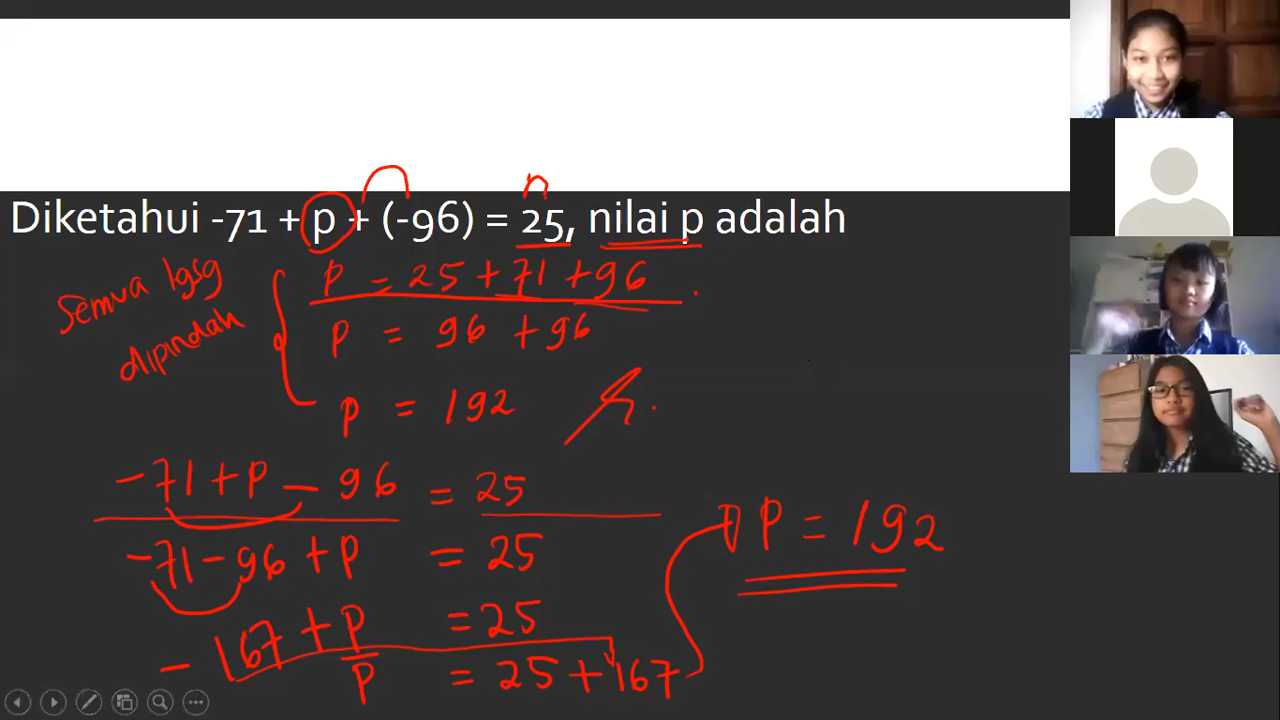 Diketahui -71 + p + (-96) = 25, nilai p adalah
Semua lgsg
dipindah
p = 25 + 71 + 96
p = 96 + 96
p = 192
-71 + p - 96 = 25
-71 - 96 + p = 25
-167 + p = 25
p = 25 + 167
p = 192